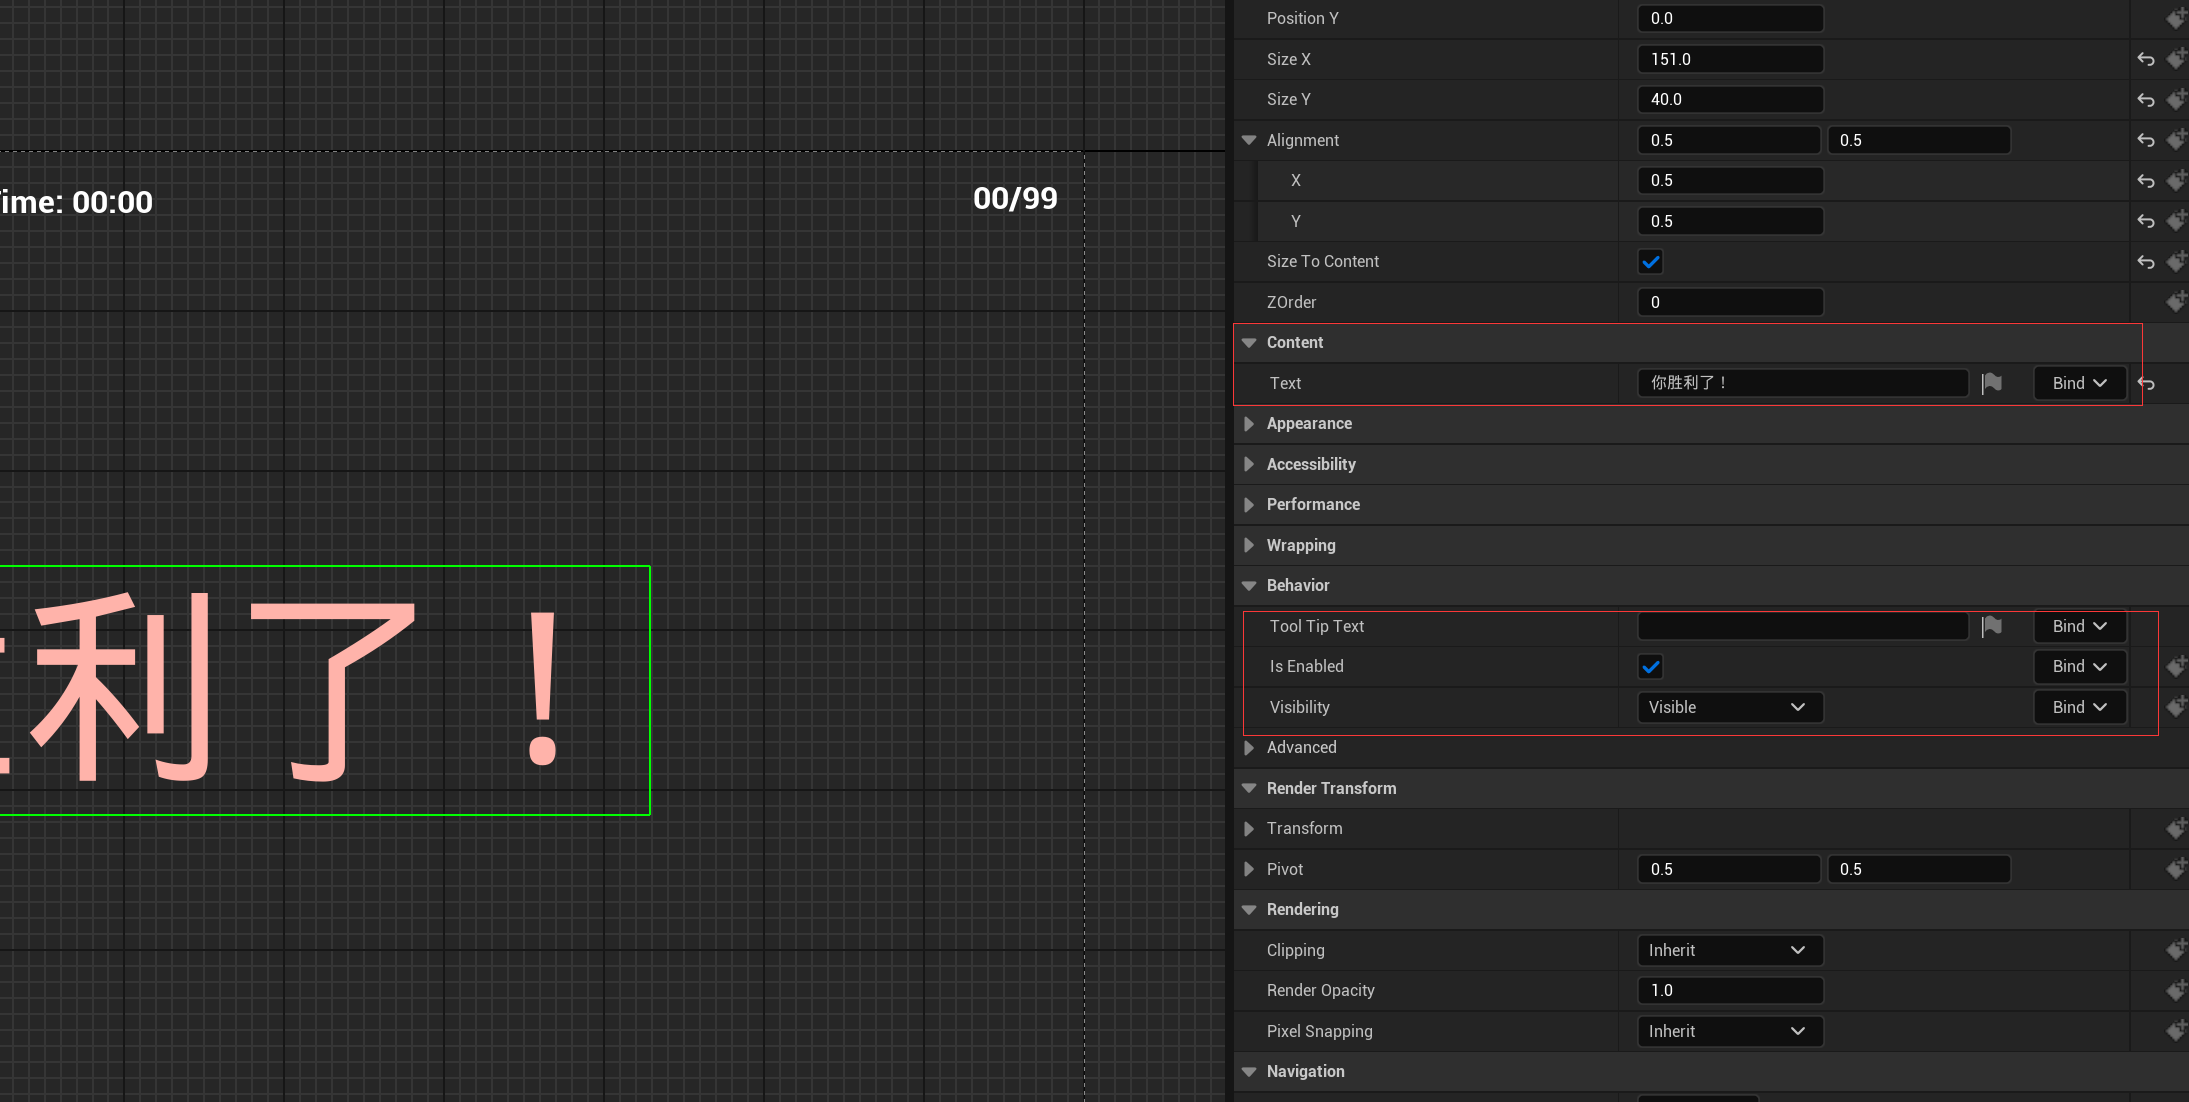 ime: 00:00
00/99
利了！
Position Y 0.0
Size X 151.0
Size Y 40.0
Alignment 0.5 0.5
X 0.5
Y 0.5
Size To Content
ZOrder 0
Content
Text 你胜利了！ Bind
Appearance
Accessibility
Performance
Wrapping
Behavior
Tool Tip Text Bind
Is Enabled Bind
Visibility Visible Bind
Advanced
Render Transform
Transform
Pivot 0.5 0.5
Rendering
Clipping Inherit
Render Opacity 1.0
Pixel Snapping Inherit
Navigation